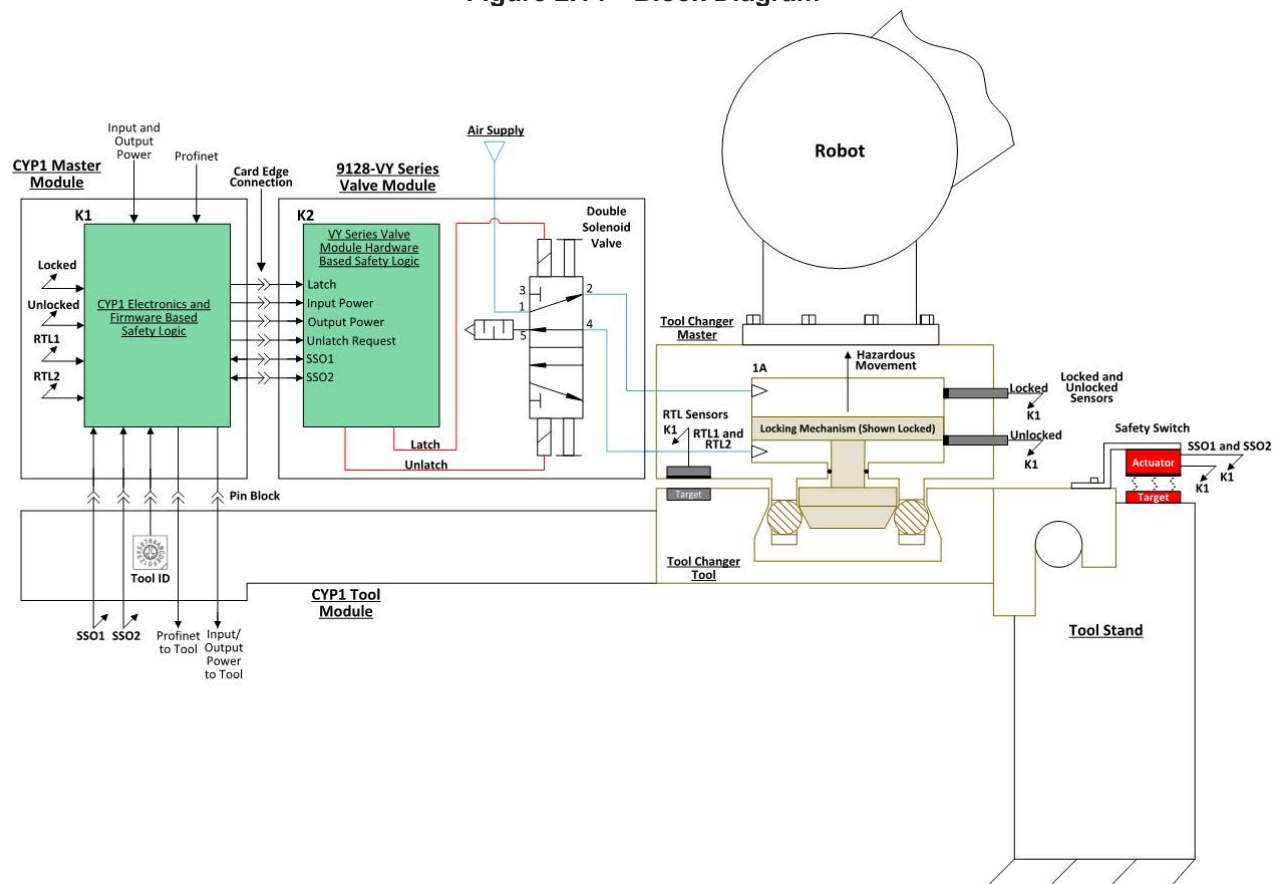 Figure 2.14—Block Diagram
Input and
Output
Power
Profinet
CYP1 Master
Module
Card Edge
Connection
9128-VY Series
Valve Module
Air Supply
Robot
K1
CYP1 Electronics and
Firmware Based
Safety Logic
Locked
Unlocked
RTL1
RTL2
K2
VY Series Valve
Module Hardware
Based Safety Logic
Latch
Input Power
Output Power
Unlatch Request
SSO1
SSO2
Double
Solenoid
Valve
3
1
5
2
4
Latch
Unlatch
Tool Changer
Master
Hazardous
Movement
1A
Locking Mechanism (Shown Locked)
RTL Sensors
K1
RTL1 and
RTL2
Target
Locked
K1
Unlocked
K1
Locked and
Unlocked
Sensors
Safety Switch
SSO1 and SSO2
Actuator
K1
K1
Target
Pin Block
Tool ID
CYP1 Tool
Module
SSO1
SSO2
Profinet
to Tool
Input/
Output
Power
to Tool
Tool Changer
Tool
Tool Stand